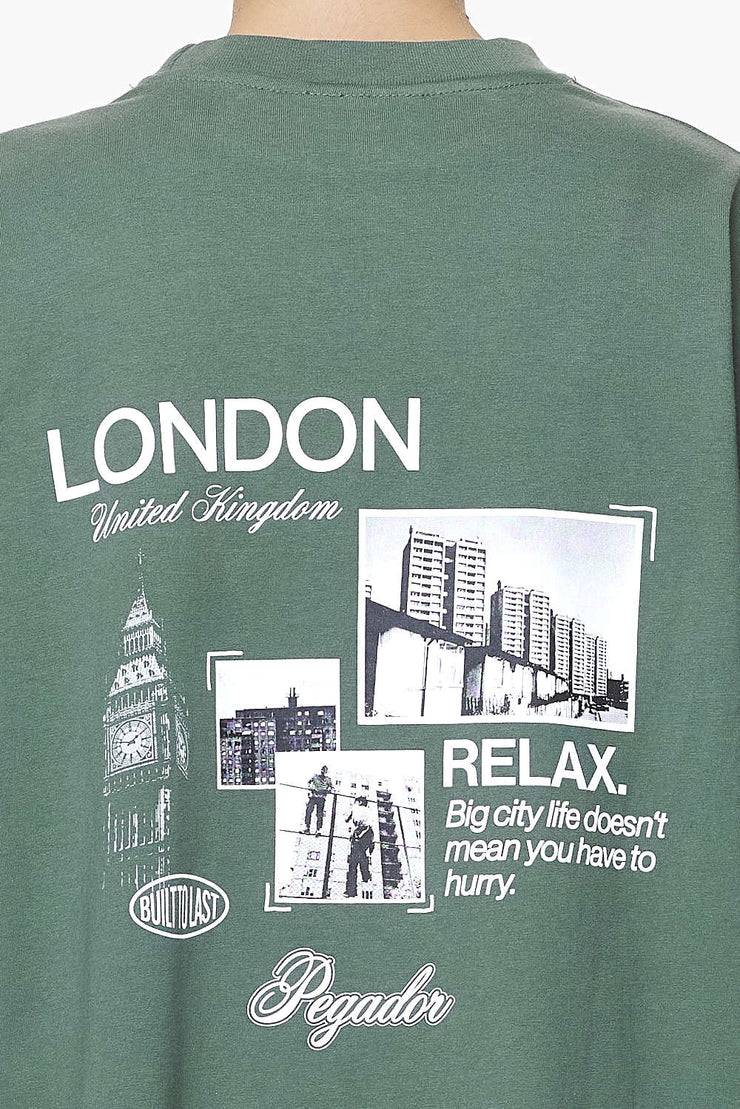 LONDON
United Kingdom
RELAX.
Big city life doesn't
mean you have to
hurry.
BUILT TO LAST
Pegador